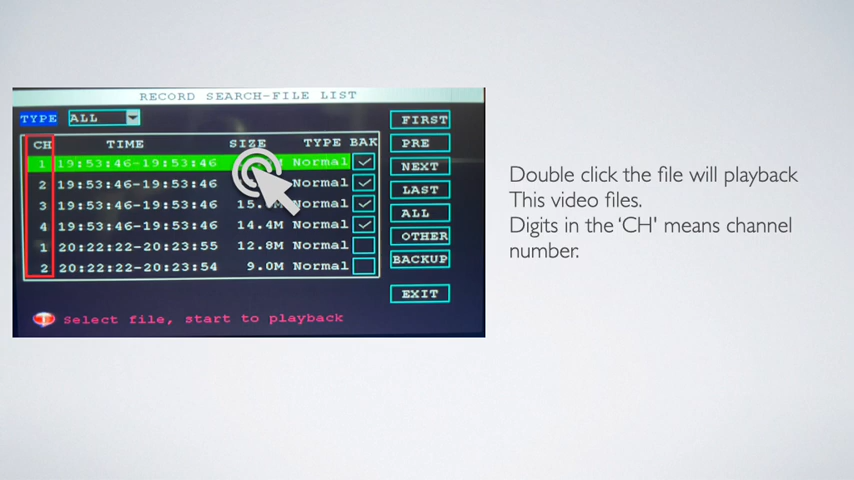 RECORD SEARCH-FILE LIST
TYPE ALL
CH TIME SIZE TYPE BAK
1 19:53:46-19:53:46 M Normal
2 19:53:46-19:53:46 Normal
3 19:53:46-19:53:46 15. M Normal
4 19:53:46-19:53:46 14.4M Normal
1 20:22:22-20:23:55 12.8M Normal
2 20:22:22-20:23:54 9.0M Normal
FIRST
PRE
NEXT
LAST
ALL
OTHER
BACKUP
EXIT
Select file, start to playback
Double click the file will playback
This video files.
Digits in the ‘CH' means channel
number.